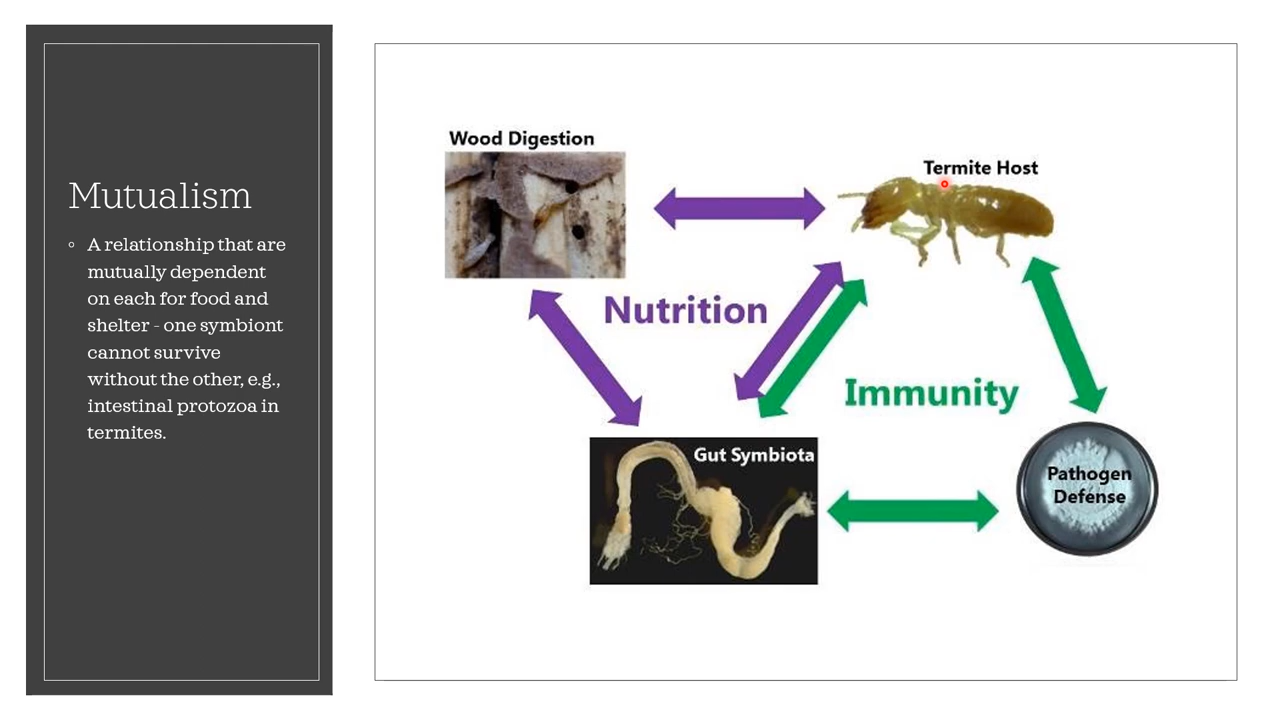 Mutualism
◦ A relationship that are
mutually dependent
on each for food and
shelter - one symbiont
cannot survive
without the other, e.g.,
intestinal protozoa in
termites.
Wood Digestion
Termite Host
Nutrition
Immunity
Gut Symbiota
Pathogen
Defense